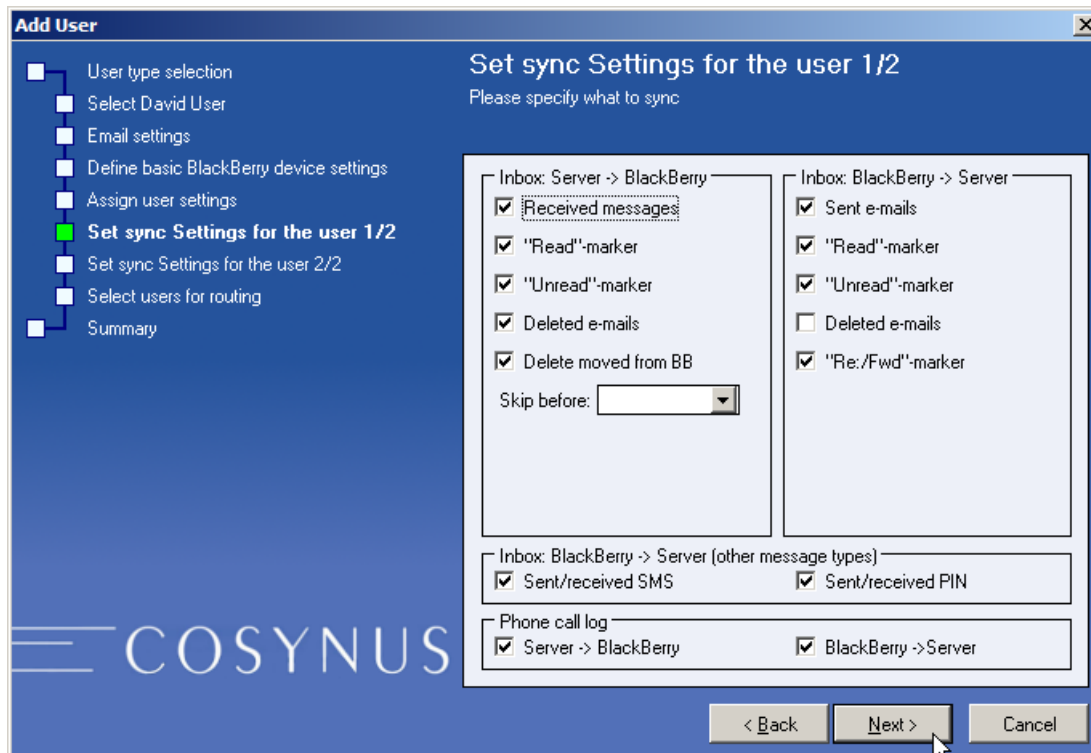 Add User
User type selection
Select David User
Email settings
Define basic BlackBerry device settings
Assign user settings
Set sync Settings for the user 1/2
Set sync Settings for the user 2/2
Select users for routing
Summary
COSYNUS
Set sync Settings for the user 1/2
Please specify what to sync
Inbox: Server -> BlackBerry
Received messages
"Read"-marker
"Unread"-marker
Deleted e-mails
Delete moved from BB
Skip before:
Inbox: BlackBerry -> Server
Sent e-mails
"Read"-marker
"Unread"-marker
Deleted e-mails
"Re:/Fwd"-marker
Inbox: BlackBerry -> Server (other message types)
Sent/received SMS
Sent/received PIN
Phone call log
Server -> BlackBerry
BlackBerry ->Server
< Back
Next >
Cancel